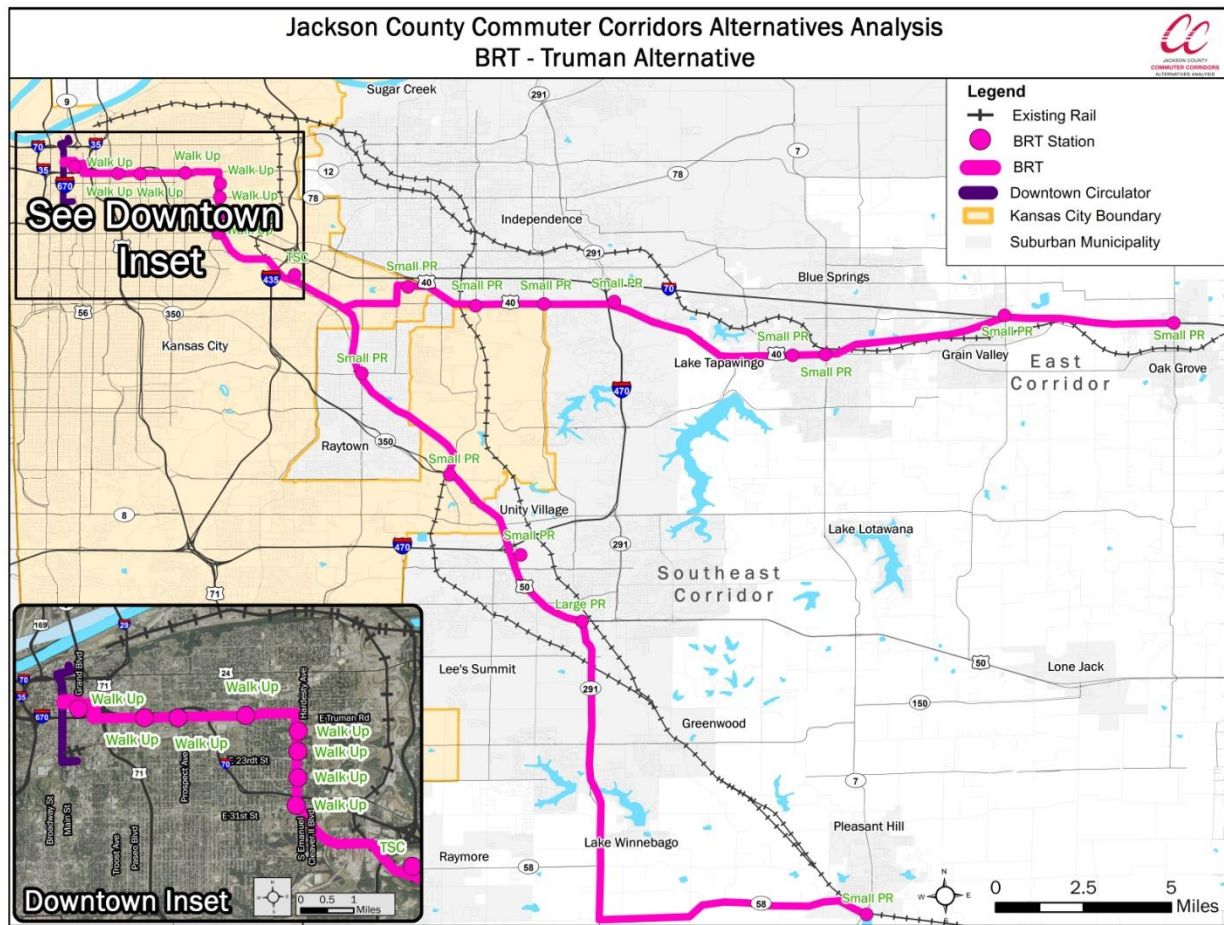 Jackson County Commuter Corridors Alternatives Analysis
BRT - Truman Alternative
CC
JACKSON COUNTY
COMMUTER CORRIDORS
ALTERNATIVES ANALYSIS
Legend
Existing Rail
BRT Station
BRT
Downtown Circulator
Kansas City Boundary
Suburban Municipality
Sugar Creek
291
9
70
35
7
35
Walk Up
Walk Up
12
78
670
Walk Up
Walk Up
Walk Up
Walk Up
78
See Downtown
Inset
Independence
291
TSC
435
Small PR
40
70
Blue Springs
Small PR
40
Small PR
Small PR
56
350
Kansas City
Small PR
Small PR
Grain Valley
Small PR
Lake Tapawingo
40
Small PR
East
Corridor
Oak Grove
Small PR
470
Raytown
350
Small PR
8
Unity Village
Small PR
470
291
Lake Lotawana
Southeast
Corridor
71
50
Large PR
Lee's Summit
50
Lone Jack
291
150
Greenwood
7
Pleasant Hill
Lake Winnebago
Raymore
58
58
Small PR
N
W
E
S
0
2.5
5
Miles
169
29
70
35
670
Grand Blvd
71
Walk Up
24
Walk Up
Hardesty Ave
E Truman Rd
Walk Up
Walk Up
Walk Up
Walk Up
Walk Up
Walk Up
71
70
E 23rdt St
Prospect Ave
E 31st St
Broadway St
Main St
Troost Ave
Paseo Blvd
S Emanuel
Cleaver II Blvd
TSC
Downtown Inset
0
0.5
1
Miles